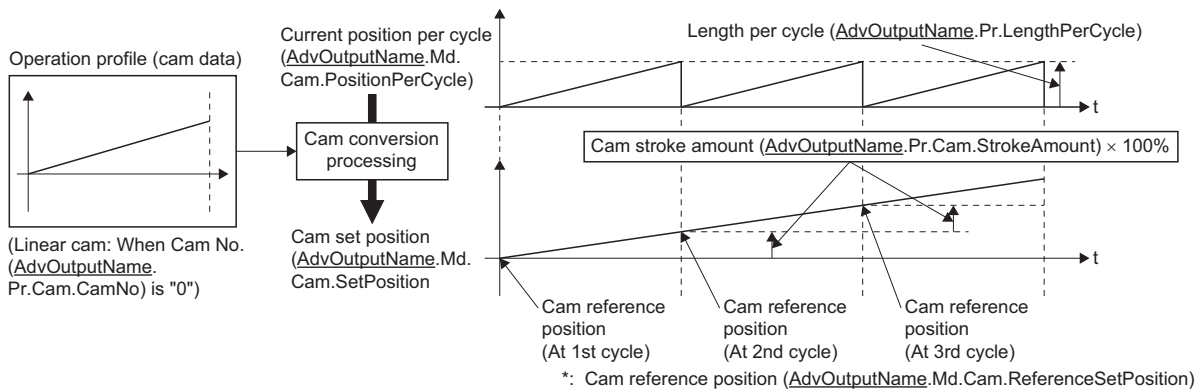 Operation profile (cam data)
(Linear cam: When Cam No.
(AdvOutputName.
Pr.Cam.CamNo) is "0")
Current position per cycle
(AdvOutputName.Md.
Cam.PositionPerCycle)
Cam conversion
processing
Cam set position
(AdvOutputName.Md.
Cam.SetPosition
Length per cycle (AdvOutputName.Pr.LengthPerCycle)
t
Cam stroke amount (AdvOutputName.Pr.Cam.StrokeAmount) × 100%
t
Cam reference
position
(At 1st cycle)
Cam reference
position
(At 2nd cycle)
Cam reference
position
(At 3rd cycle)
*: Cam reference position (AdvOutputName.Md.Cam.ReferenceSetPosition)